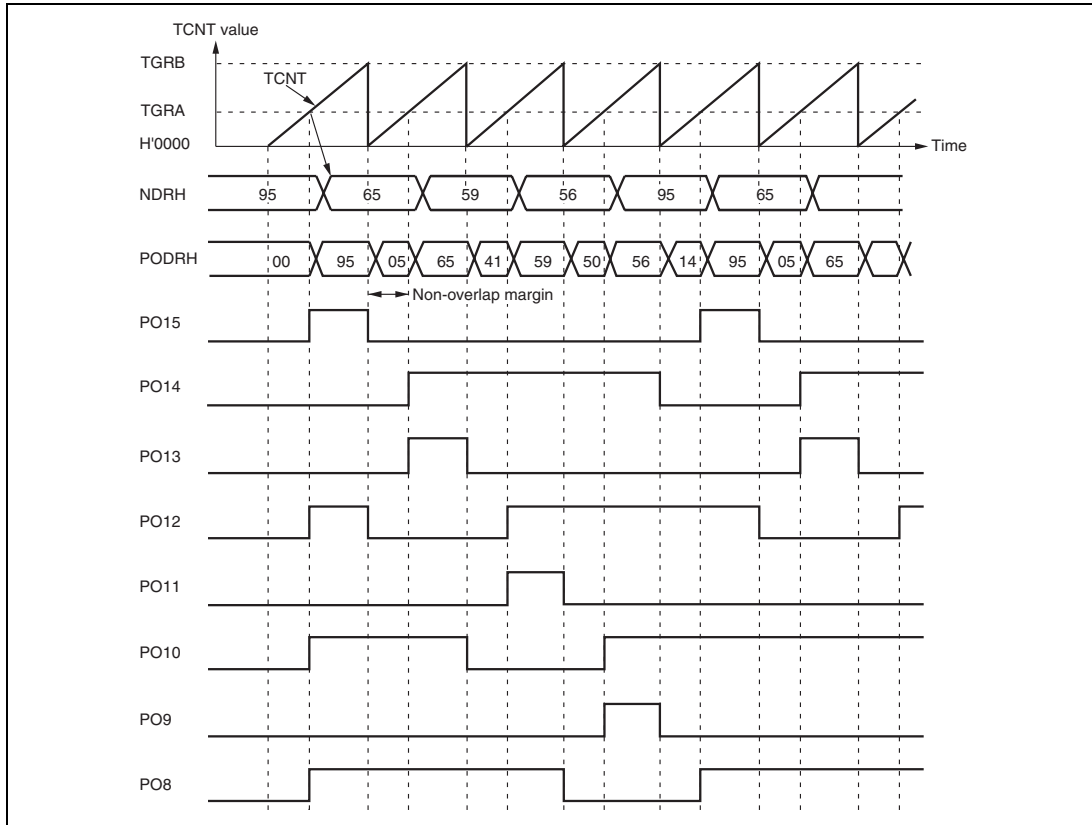 TCNT value
TGRB
TCNT
TGRA
H'0000
Time
NDRH 95 65 59 56 95 65
PODRH 00 95 05 65 41 59 50 56 14 95 05 65
Non-overlap margin
PO15
PO14
PO13
PO12
PO11
PO10
PO9
PO8